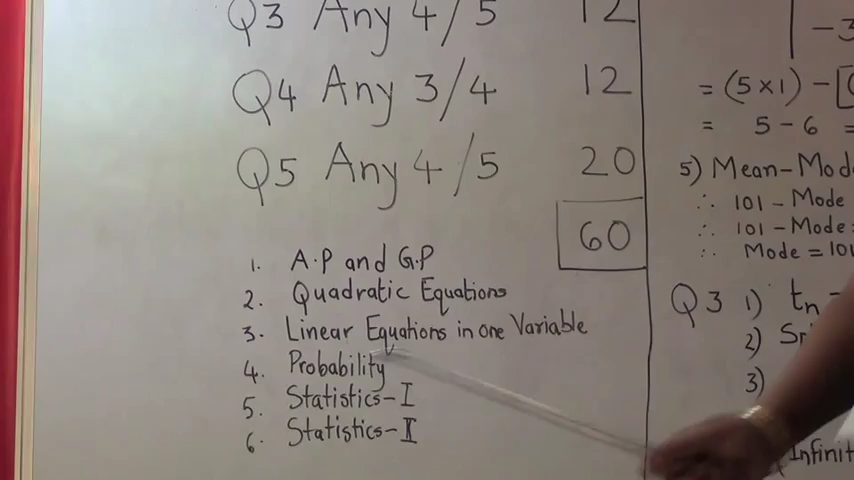 Q3 Any 4/5 12
Q4 Any 3/4 12
Q5 Any 4/5 20
60
1. A.P and G.P
2. Quadratic Equations
3. Linear Equations in one Variable
4. Probability
5. Statistics-I
6. Statistics-II
-3
= (5×1) -
= 5-6 =
5) Mean-Mod
∴ 101 - Mode
∴ 101 - Mode =
∴ Mode = 101
Q3 1) tn
2)
3)
Infinit